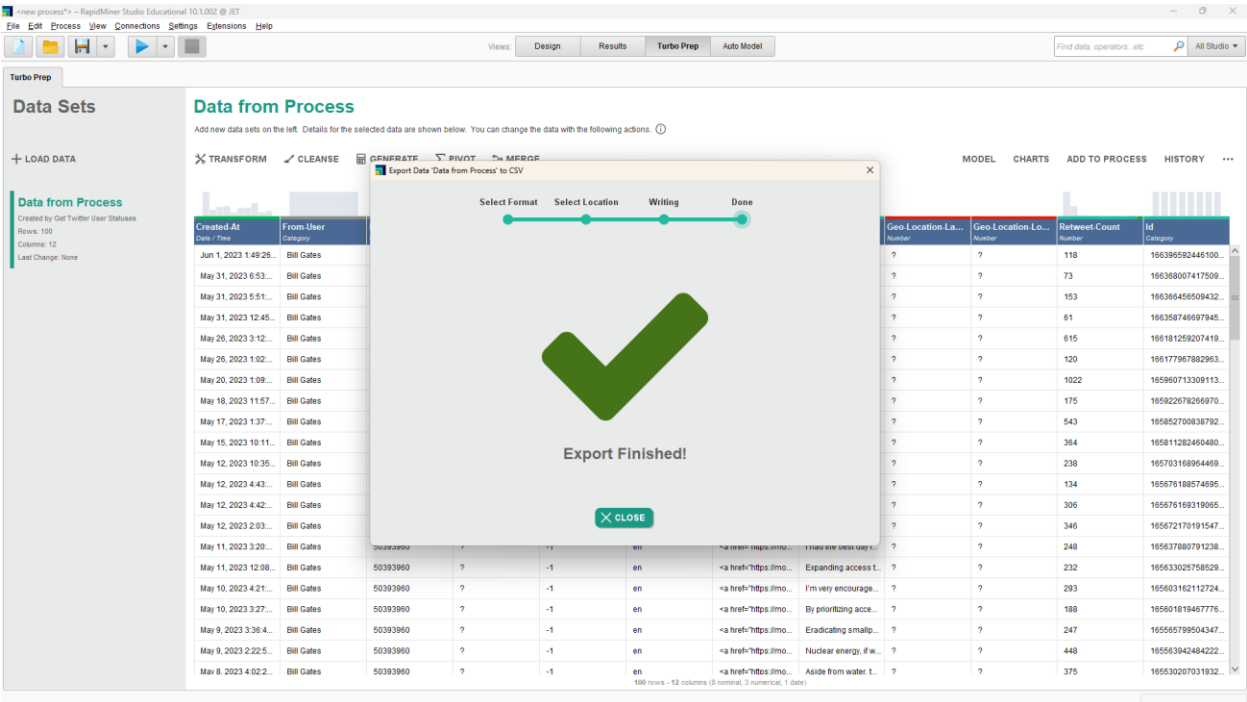 <new process*> – RapidMiner Studio Educational 10.1.002 @ JET
File Edit Process View Connections Settings Extensions Help
Views: Design Results Turbo Prep Auto Model Find data, operators...etc All Studio
Turbo Prep
Data Sets
Data from Process
Add new data sets on the left. Details for the selected data are shown below. You can change the data with the following actions.
LOAD DATA
TRANSFORM CLEANSE GENERATE PIVOT MERGE MODEL CHARTS ADD TO PROCESS HISTORY ...
Data from Process
Created by Get Twitter User Statuses
Rows: 100
Columns: 12
Last Change: None
Export Data 'Data from Process' to CSV
Select Format Select Location Writing Done
Export Finished!
CLOSE
Created-At From-User Geo-Location-La... Geo-Location-Lo... Retweet-Count Id
Date / Time Category Number Number Number Category
Jun 1, 2023 1:49:26... Bill Gates ? ? 118 166396592446100...
May 31, 2023 6:53:... Bill Gates ? ? 73 166368007417509...
May 31, 2023 5:51:... Bill Gates ? ? 153 166366456509432...
May 31, 2023 12:45... Bill Gates ? ? 61 166358746697945...
May 26, 2023 3:12:... Bill Gates ? ? 615 166181259207419...
May 26, 2023 1:02:... Bill Gates ? ? 120 166177967882963...
May 20, 2023 1:09:... Bill Gates ? ? 1022 165960713309113...
May 18, 2023 11:57... Bill Gates ? ? 175 165922678266970...
May 17, 2023 1:37:... Bill Gates ? ? 543 165852700838792...
May 15, 2023 10:11... Bill Gates ? ? 364 165811282460480...
May 12, 2023 10:35... Bill Gates ? ? 238 165703168964469...
May 12, 2023 4:43:... Bill Gates ? ? 134 165676188574695...
May 12, 2023 4:42:... Bill Gates ? ? 306 165676169319065...
May 12, 2023 2:03:... Bill Gates ? ? 346 165672170191547...
May 11, 2023 3:20:... Bill Gates 50393960 ? -1 en <a href="https://mo... I had the best day t... ? ? 248 165637880791238...
May 11, 2023 12:08... Bill Gates 50393960 ? -1 en <a href="https://mo... Expanding access t... ? ? 232 165633025758529...
May 10, 2023 4:21:... Bill Gates 50393960 ? -1 en <a href="https://mo... I'm very encourage... ? ? 293 165603162112724...
May 10, 2023 3:27:... Bill Gates 50393960 ? -1 en <a href="https://mo... By prioritizing acce... ? ? 188 165601819467776...
May 9, 2023 3:36:4... Bill Gates 50393960 ? -1 en <a href="https://mo... Eradicating smallp... ? ? 247 165565799504347...
May 9, 2023 2:22:5... Bill Gates 50393960 ? -1 en <a href="https://mo... Nuclear energy, if w... ? ? 448 165563942484222...
May 8, 2023 4:02:2... Bill Gates 50393960 ? -1 en <a href="https://mo... Aside from water, t... ? ? 375 165530207031932...
100 rows - 12 columns (8 nominal, 3 numerical, 1 date)